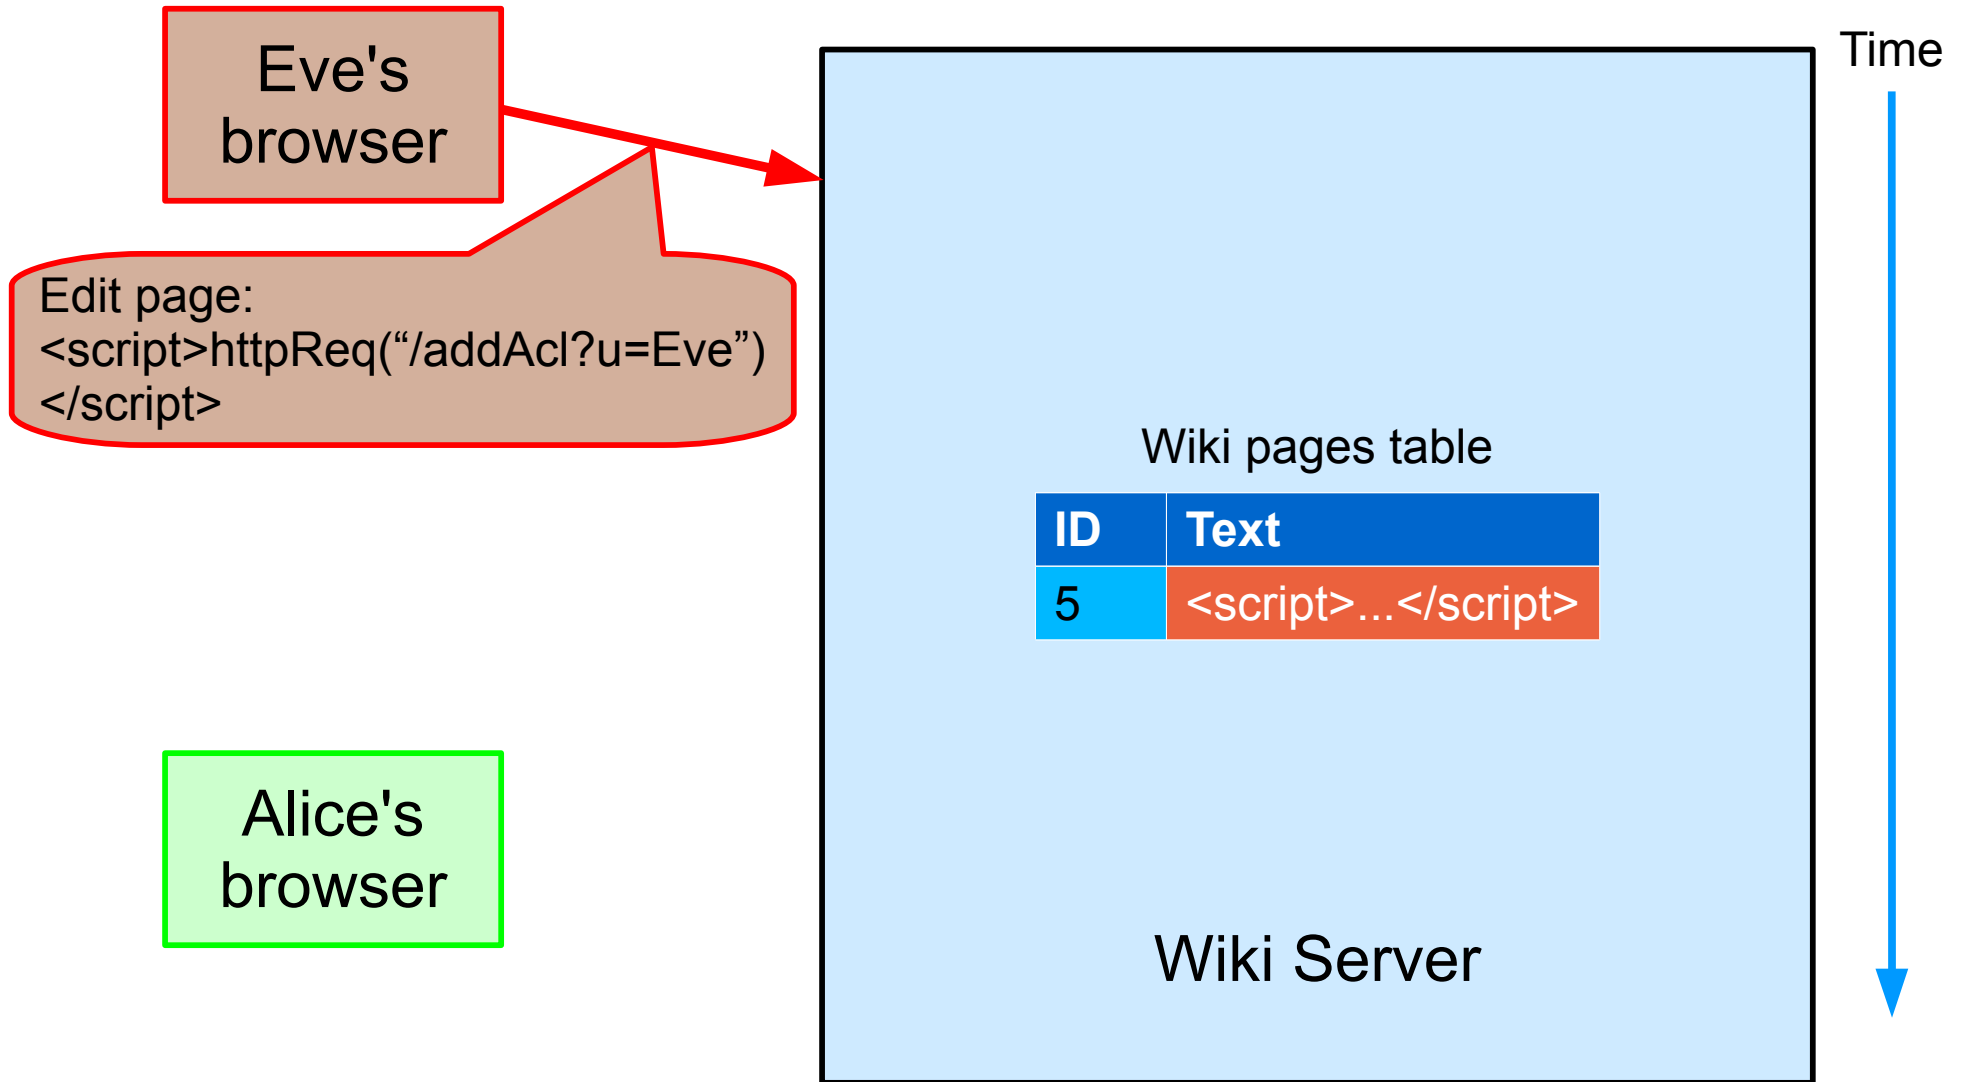 Eve's
browser
Time
Edit page:
<script>httpReq(“/addAcl?u=Eve”)
</script>
Wiki pages table
ID Text
5 <script>...</script>
Alice's
browser
Wiki Server